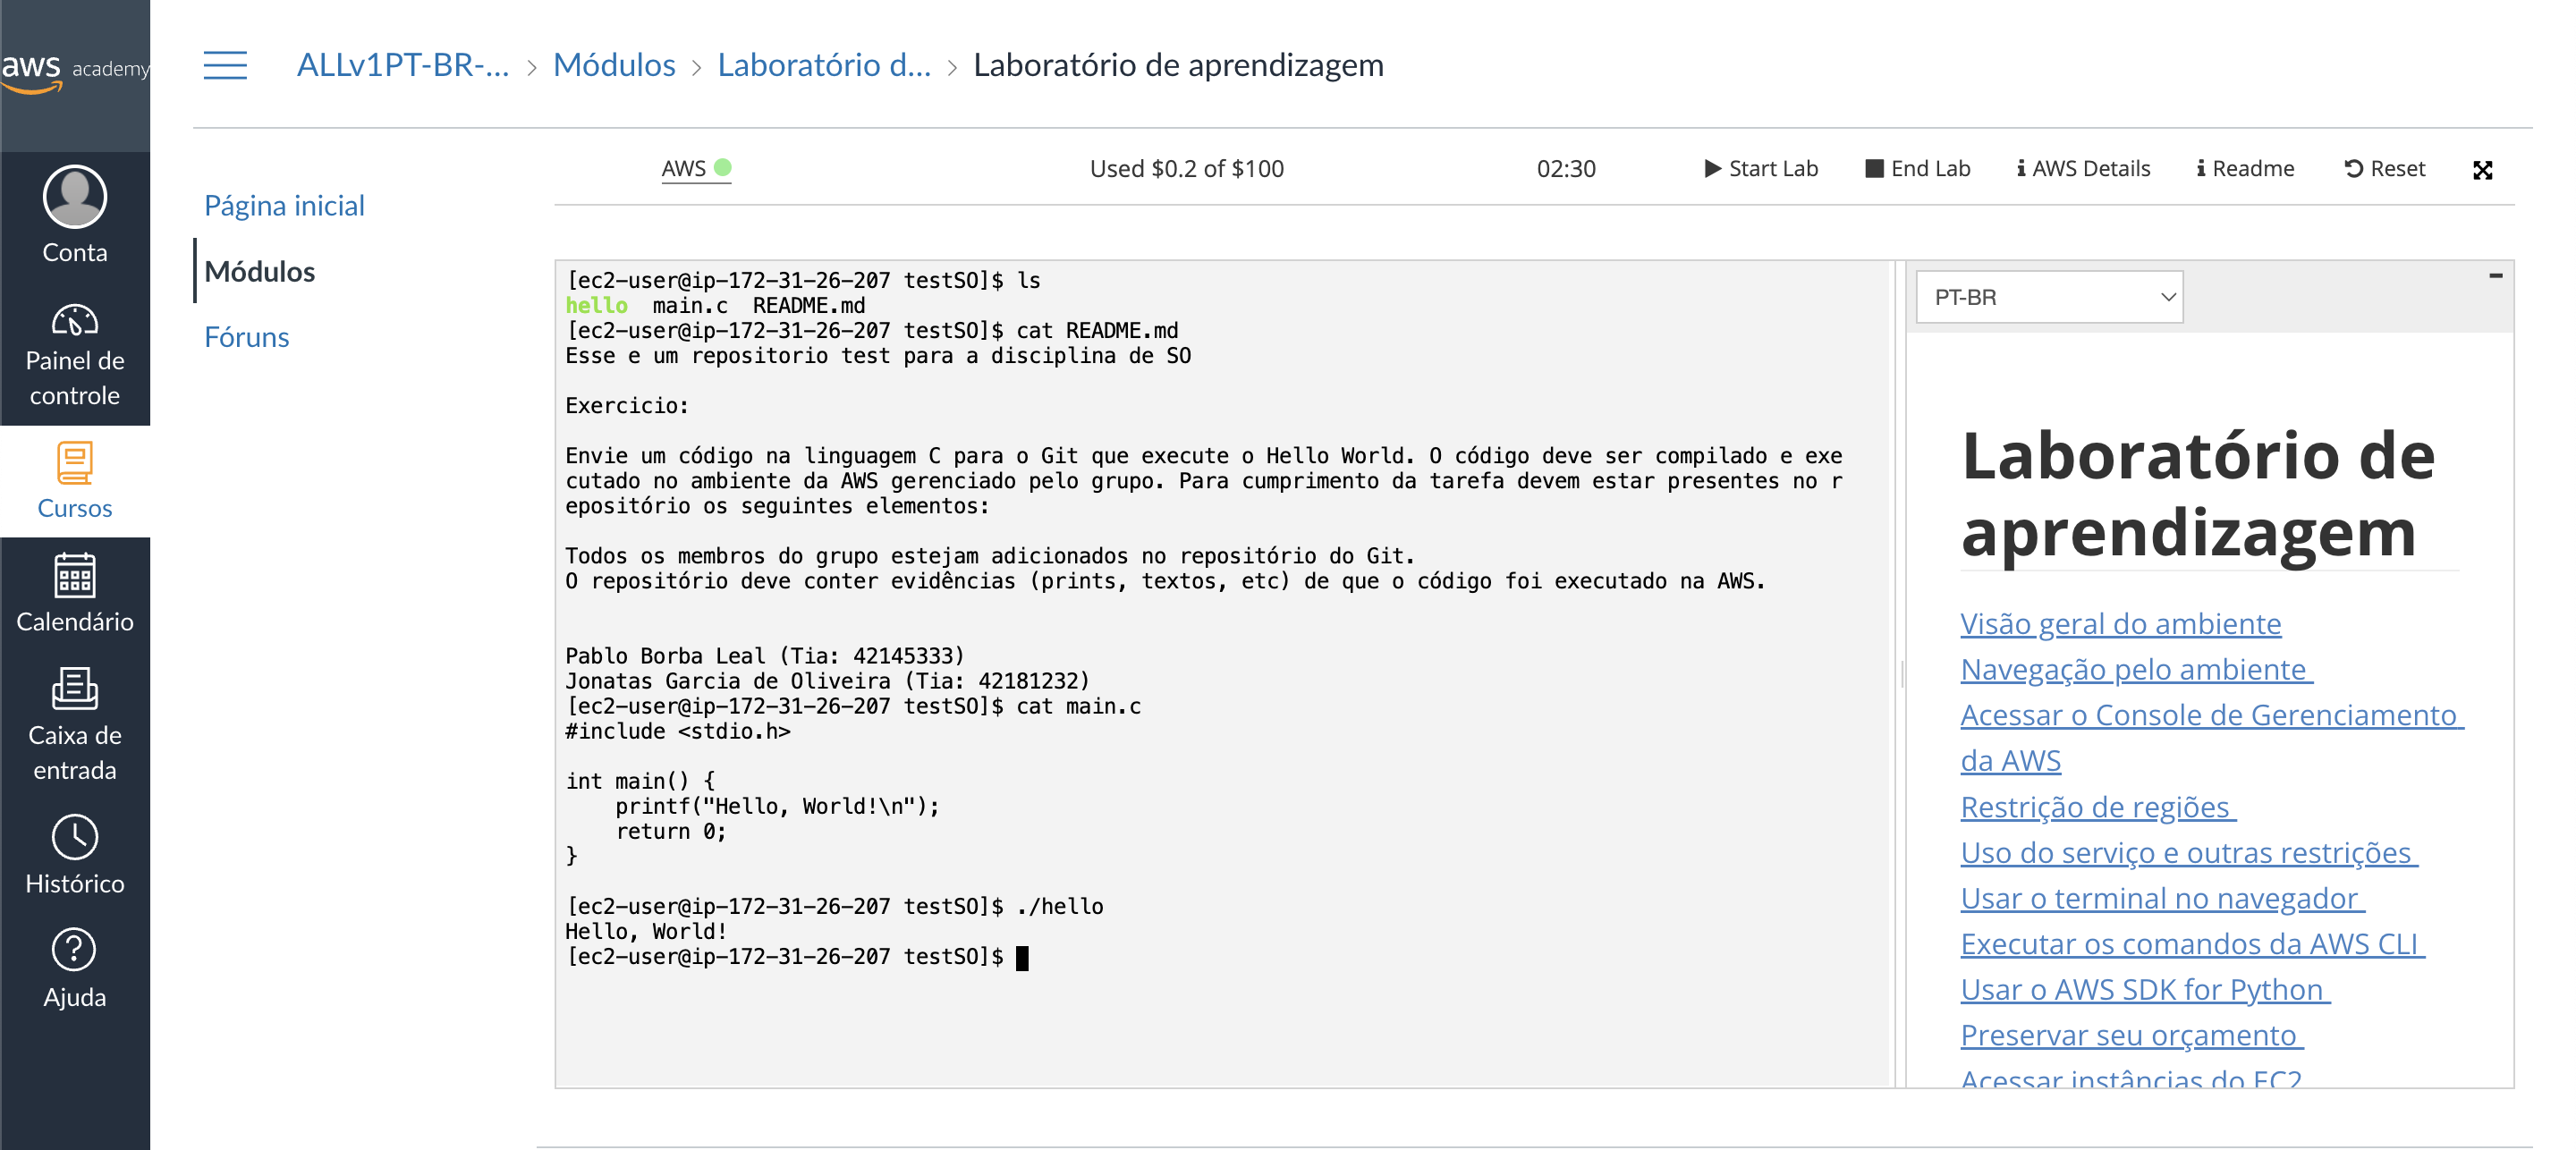 aws academy
ALLv1PT-BR-... > Módulos > Laboratório d... > Laboratório de aprendizagem
Conta
Painel de
controle
Cursos
Calendário
Caixa de
entrada
Histórico
Ajuda
Página inicial
Módulos
Fóruns
AWS Used $0.2 of $100 02:30 Start Lab End Lab AWS Details Readme Reset
[ec2-user@ip-172-31-26-207 testSO]$ ls
hello  main.c  README.md
[ec2-user@ip-172-31-26-207 testSO]$ cat README.md
Esse e um repositorio test para a disciplina de SO
Exercicio:
Envie um código na linguagem C para o Git que execute o Hello World. O código deve ser compilado e exe
cutado no ambiente da AWS gerenciado pelo grupo. Para cumprimento da tarefa devem estar presentes no r
epositório os seguintes elementos:
Todos os membros do grupo estejam adicionados no repositório do Git.
O repositório deve conter evidências (prints, textos, etc) de que o código foi executado na AWS.
Pablo Borba Leal (Tia: 42145333)
Jonatas Garcia de Oliveira (Tia: 42181232)
[ec2-user@ip-172-31-26-207 testSO]$ cat main.c
#include <stdio.h>
int main() {
    printf("Hello, World!\n");
    return 0;
}
[ec2-user@ip-172-31-26-207 testSO]$ ./hello
Hello, World!
[ec2-user@ip-172-31-26-207 testSO]$
PT-BR
Laboratório de
aprendizagem
Visão geral do ambiente
Navegação pelo ambiente
Acessar o Console de Gerenciamento
da AWS
Restrição de regiões
Uso do serviço e outras restrições
Usar o terminal no navegador
Executar os comandos da AWS CLI
Usar o AWS SDK for Python
Preservar seu orçamento
Acessar instâncias do EC2